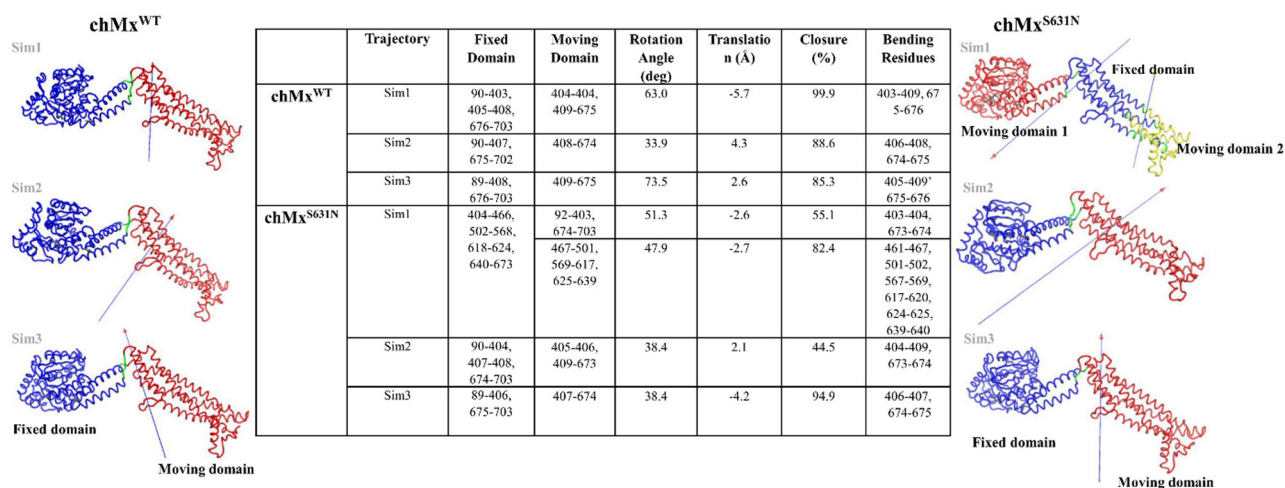 chMxWT
Sim1
Sim2
Sim3
Fixed domain
Moving domain
Trajectory
Fixed
Domain
Moving
Domain
Rotation
Angle
(deg)
Translatio
n (Å)
Closure
(%)
Bending
Residues
chMxWT
Sim1
90-403,
405-408,
676-703
404-404,
409-675
63.0
-5.7
99.9
403-409, 67
5-676
Sim2
90-407,
675-702
408-674
33.9
4.3
88.6
406-408,
674-675
Sim3
89-408,
676-703
409-675
73.5
2.6
85.3
405-409'
675-676
chMxS631N
Sim1
404-466,
502-568,
618-624,
640-673
92-403,
674-703
51.3
-2.6
55.1
403-404,
673-674
467-501,
569-617,
625-639
47.9
-2.7
82.4
461-467,
501-502,
567-569,
617-620,
624-625,
639-640
Sim2
90-404,
407-408,
674-703
405-406,
409-673
38.4
2.1
44.5
404-409,
673-674
Sim3
89-406,
675-703
407-674
38.4
-4.2
94.9
406-407,
674-675
chMxS631N
Sim1
Fixed domain
Moving domain 1
Moving domain 2
Sim2
Sim3
Fixed domain
Moving domain